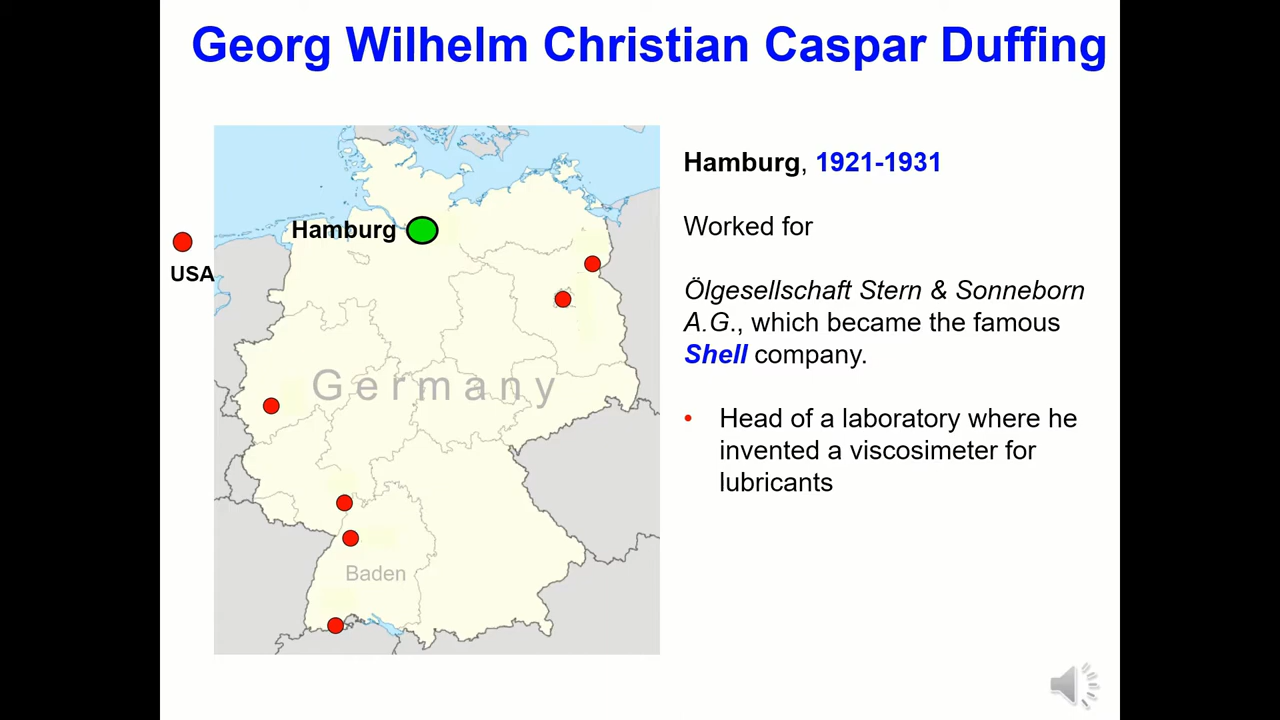 Georg Wilhelm Christian Caspar Duffing
Hamburg, 1921-1931
Hamburg
Worked for
USA
Ölgesellschaft Stern & Sonneborn
A.G., which became the famous
Shell company.
Germany
Head of a laboratory where he
invented a viscosimeter for
lubricants
Baden